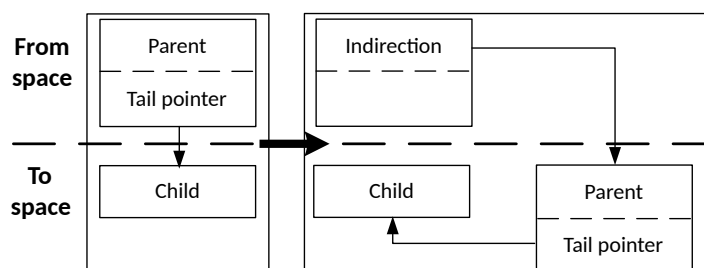 From
space
Parent
Tail pointer
Indirection
To
space
Child
Child
Parent
Tail pointer